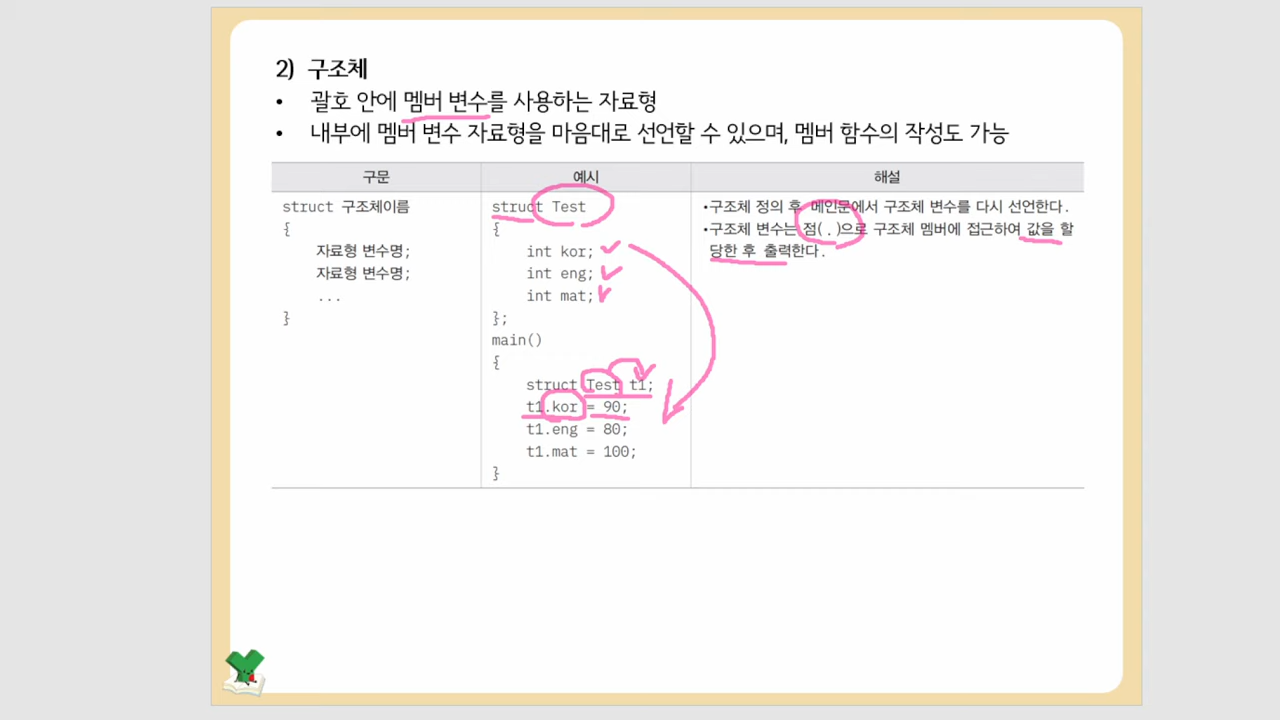 2) 구조체
• 괄호 안에 멤버 변수를 사용하는 자료형
• 내부에 멤버 변수 자료형을 마음대로 선언할 수 있으며, 멤버 함수의 작성도 가능
구문
struct 구조체이름
{
자료형 변수명;
자료형 변수명;
...
}
예시
struct Test
{
int kor;
int eng;
int mat;
};
main()
{
struct Test t1;
t1.kor = 90;
t1.eng = 80;
t1.mat = 100;
}
해설
•구조체 정의 후 메인문에서 구조체 변수를 다시 선언한다.
•구조체 변수는 점(.)으로 구조체 멤버에 접근하여 값을 할
당한 후 출력한다.